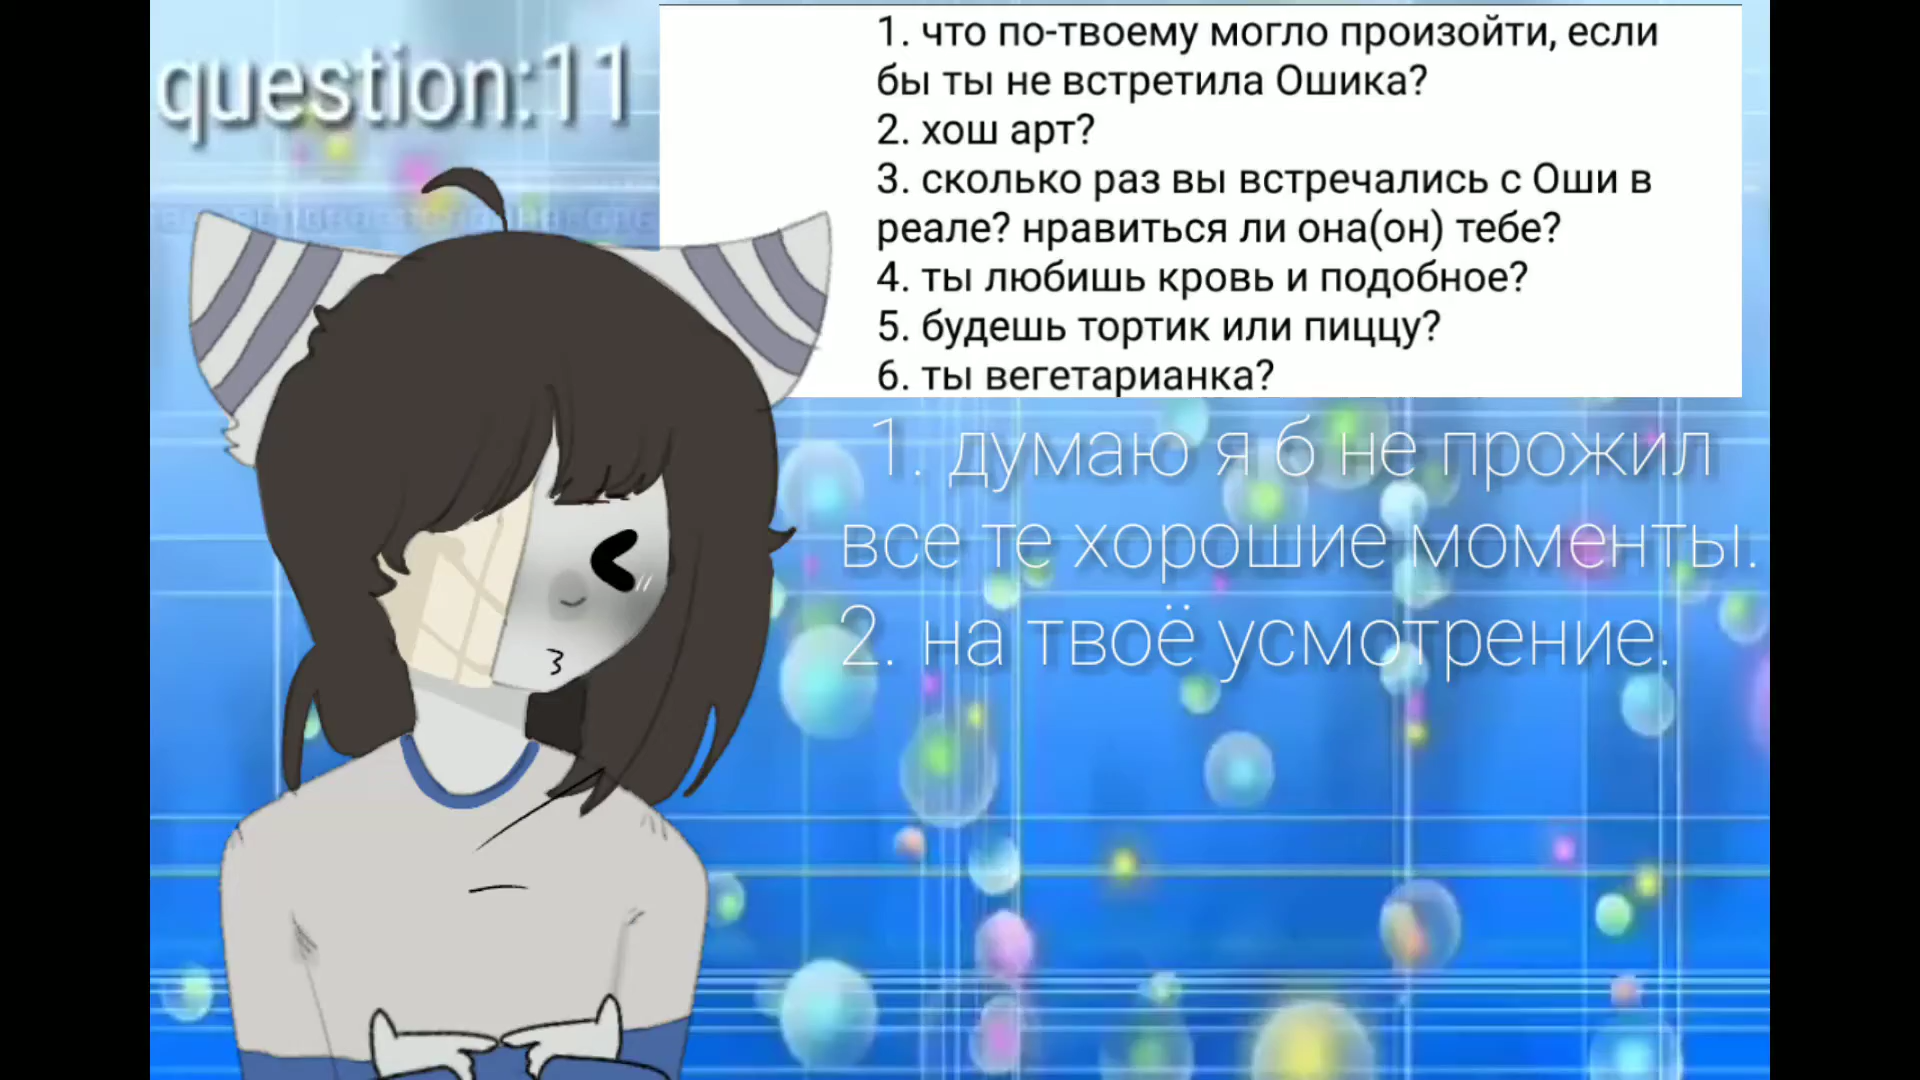 question:11
1. что по-твоему могло произойти, если
бы ты не встретила Ошика?
2. хош арт?
3. сколько раз вы встречались с Оши в
реале? нравиться ли она(он) тебе?
4. ты любишь кровь и подобное?
5. будешь тортик или пиццу?
6. ты вегетарианка?
1. думаю я б не прожил
все те хорошие моменты.
2. на твоё усмотрение.